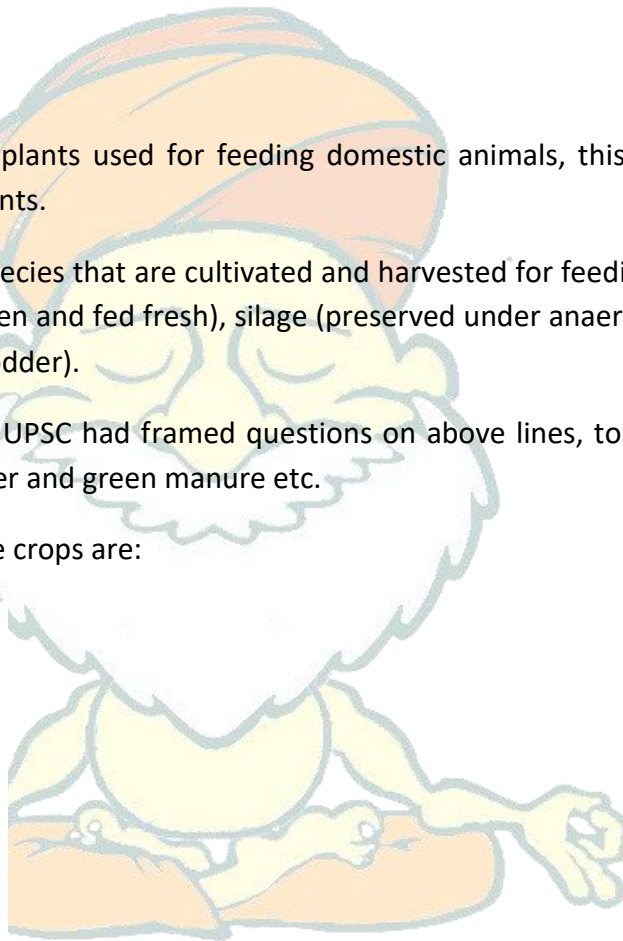 plants used for feeding domestic animals, this
nts.
ecies that are cultivated and harvested for feedi
en and fed fresh), silage (preserved under anaer
odder).
UPSC had framed questions on above lines, to
er and green manure etc.
e crops are: